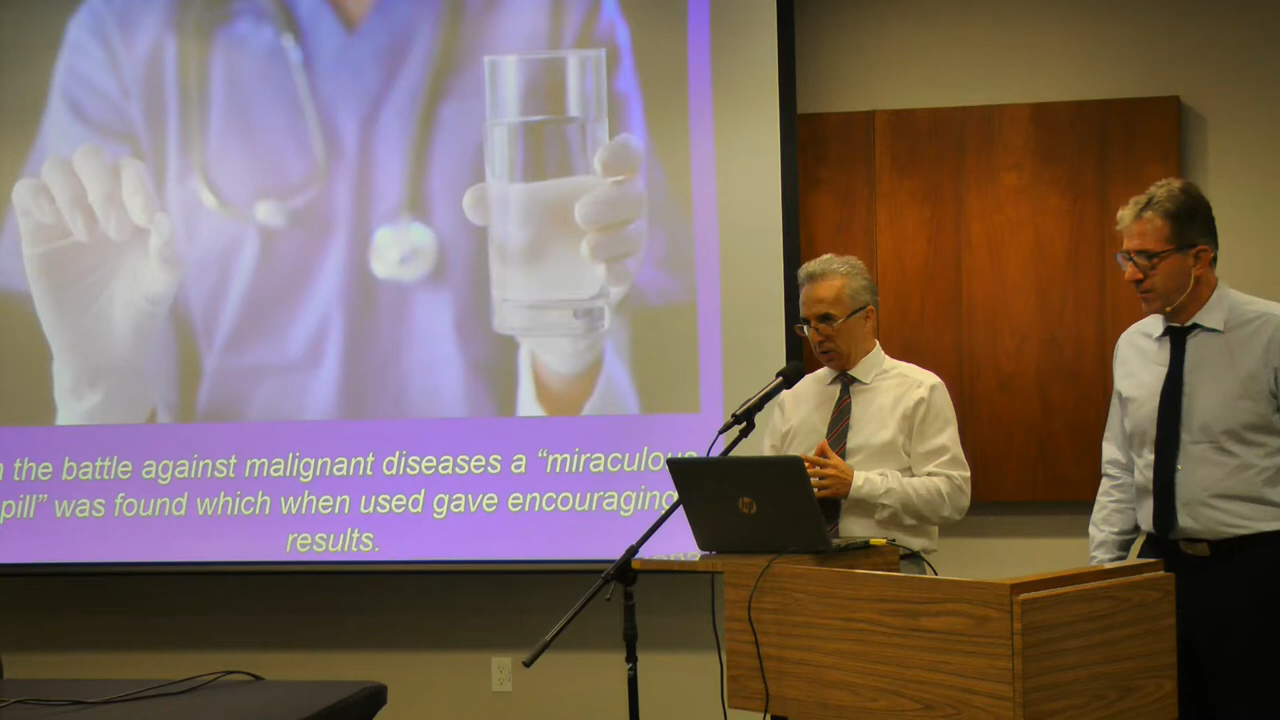 the battle against malignant diseases a “miraculous
pill” was found which when used gave encouraging
results.
hp